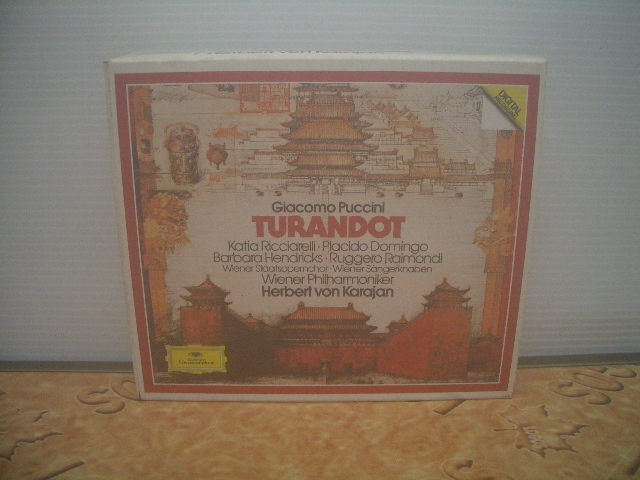 DIGITAL
Giacomo Puccini
TURANDOT
Katia Ricciarelli · Placido Domingo
Barbara Hendricks · Ruggero Raimondi
Wiener Staatsopernchor · Wiener Sängerknaben
Wiener Philharmoniker
Herbert von Karajan
Grammophon